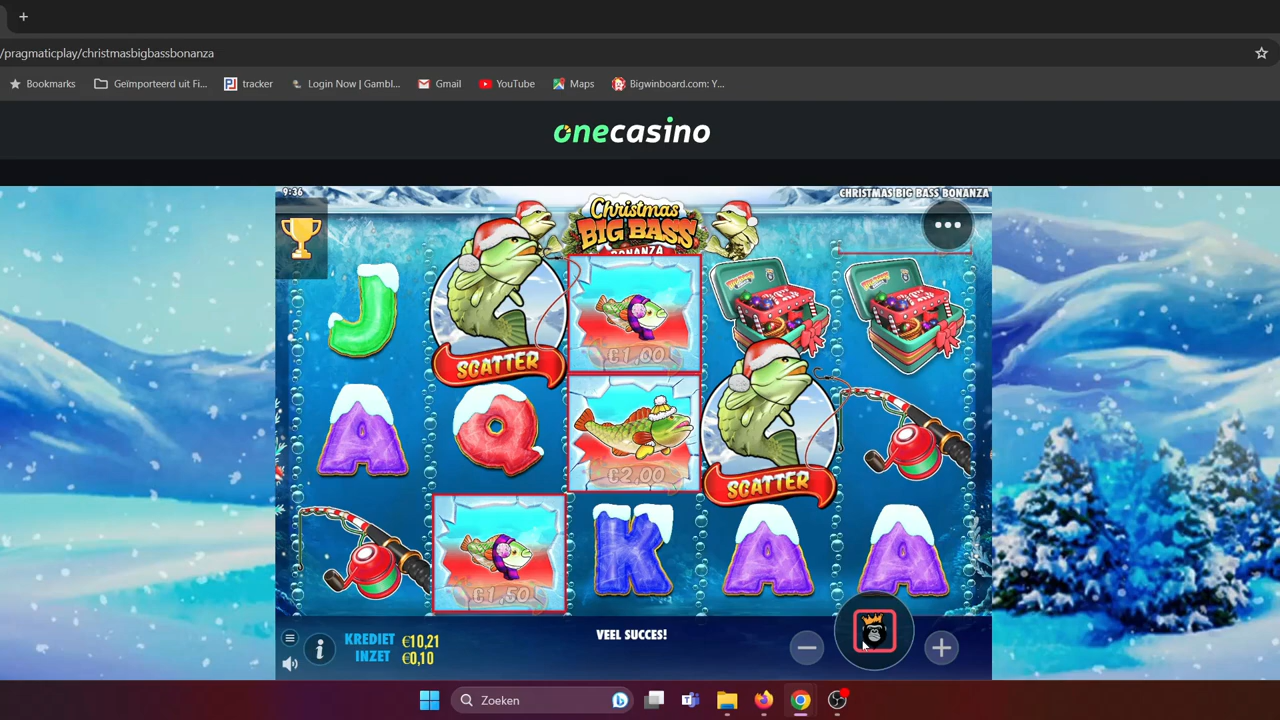 /pragmaticplay/christmasbigbassbonanza
Bookmarks
Geïmporteerd uit Fi...
tracker
Login Now | Gambl...
Gmail
YouTube
Maps
Bigwinboard.com: Y...
onecasino
9:36
CHRISTMAS BIG BASS BONANZA
Christmas
BIG BASS
BONANZA
J
SCATTER
€1,00
A
Q
€2,00
SCATTER
€1,50
K
A
A
KREDIET €10,21
INZET €0,10
VEEL SUCCES!
Zoeken